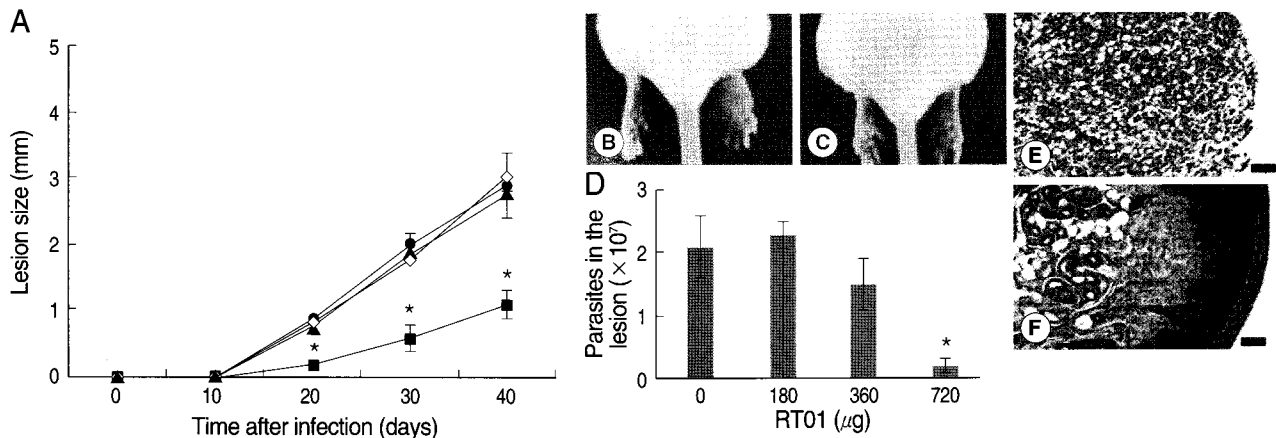 A
Lesion size (mm)
5
4
3
2
1
0
* * *
0 10 20 30 40
Time after infection (days)
B
C
D
Parasites in the
lesion (× 10⁷)
3
2
1
0
*
0 180 360 720
RT01 (μg)
E
F